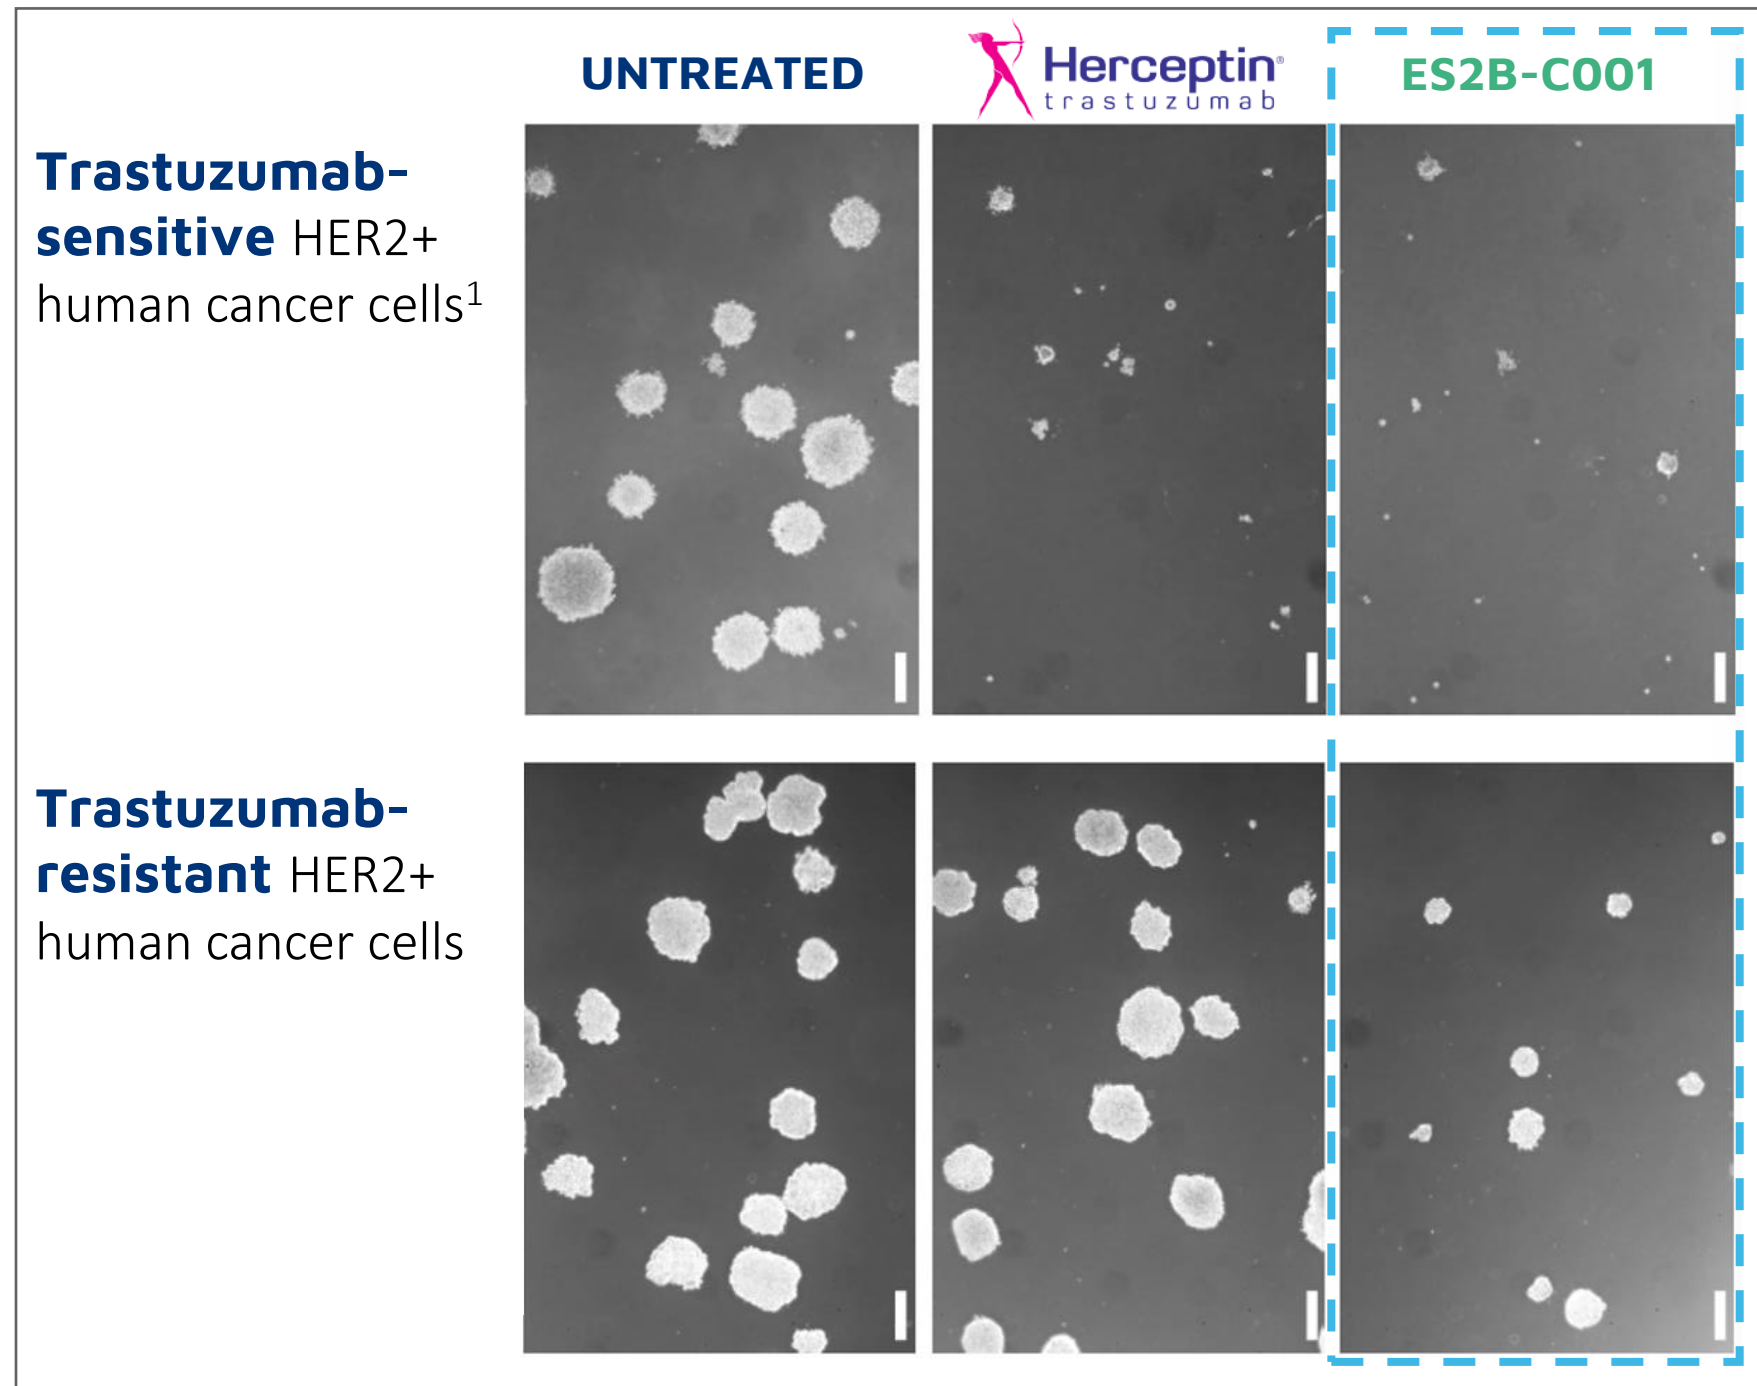 UNTREATED
Herceptin®
trastuzumab
ES2B-C001
Trastuzumab-
sensitive HER2+
human cancer cells¹
Trastuzumab-
resistant HER2+
human cancer cells